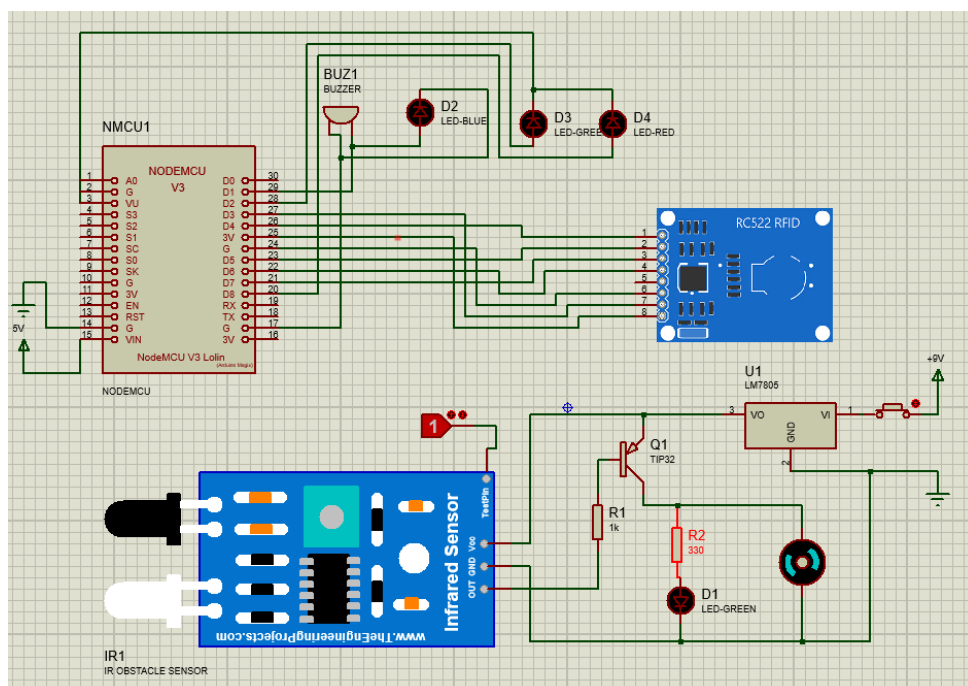 BUZ1
BUZZER
D2
LED-BLUE
D3
LED-GREE
D4
LED-RED
NMCU1
NODEMCU
V3
1 A0 D0 30
2 G D1 29
3 VU D2 28
4 S3 D3 27
5 S2 D4 26
6 S1 3V 25
7 SC G 24
8 S0 D5 23
9 SK D6 22
10 G D7 21
11 3V D8 20
12 EN RX 19
13 RST TX 18
14 G G 17
15 VIN 3V 16
NodeMCU V3 Lolin
NODEMCU
5V
RC522 RFID
1
2
3
4
5
6
7
8
U1
LM7805
+9V
3 VO VI 1
GND
2
1
Q1
TIP32
R1
1k
R2
330
D1
LED-GREEN
TestPin
Vcc
GND
OUT
Infrared Sensor
www.TheEngineeringProjects.com
IR1
IR OBSTACLE SENSOR